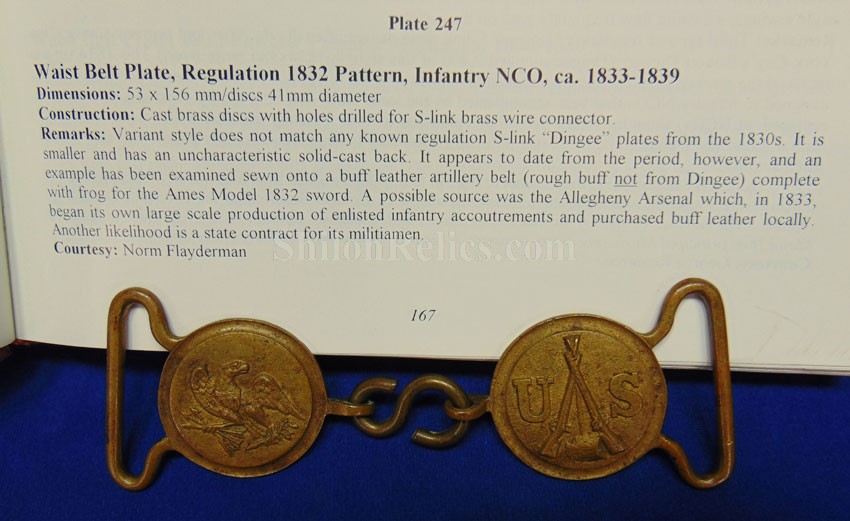 Plate 247
Waist Belt Plate, Regulation 1832 Pattern, Infantry NCO, ca. 1833-1839
Dimensions: 53 x 156 mm/discs 41mm diameter
Construction: Cast brass discs with holes drilled for S-link brass wire connector.
Remarks: Variant style does not match any known regulation S-link “Dingee” plates from the 1830s. It is
smaller and has an uncharacteristic solid-cast back. It appears to date from the period, however, and an
example has been examined sewn onto a buff leather artillery belt (rough buff not from Dingee) complete
with frog for the Ames Model 1832 sword. A possible source was the Allegheny Arsenal which, in 1833,
began its own large scale production of enlisted infantry accoutrements and purchased buff leather locally.
Another likelihood is a state contract for its militiamen.
Courtesy: Norm Flayderman
ShilohRelics.com
167
U S